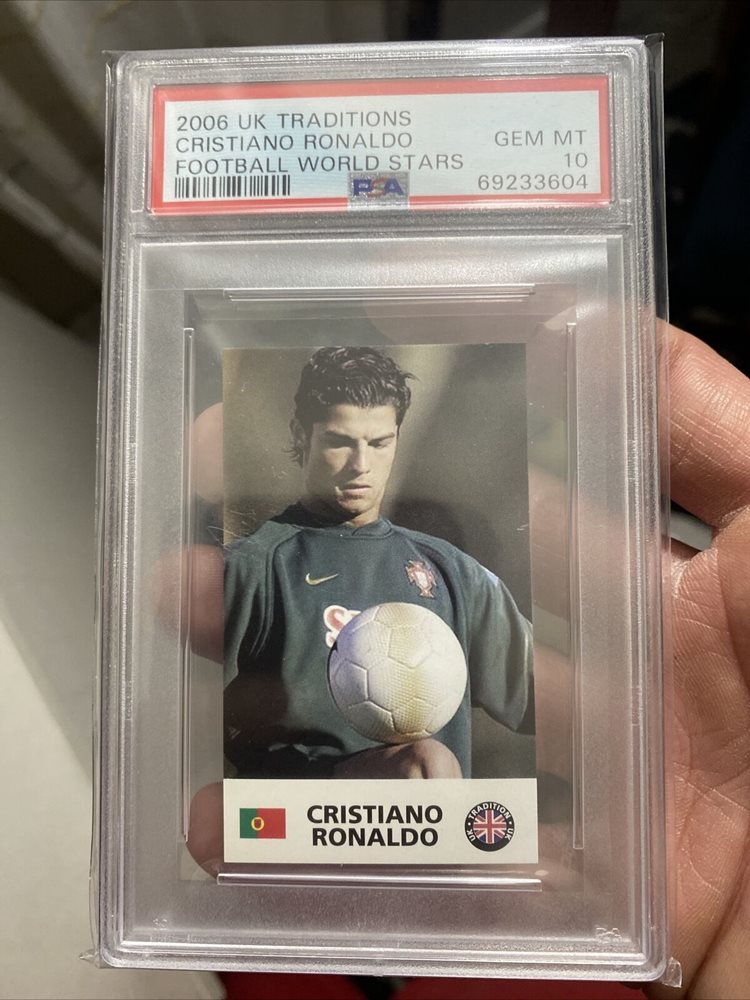 2006 UK TRADITIONS
CRISTIANO RONALDO GEM MT
FOOTBALL WORLD STARS 10
PSA 69233604
CRISTIANO
RONALDO
UK • TRADITION • UK